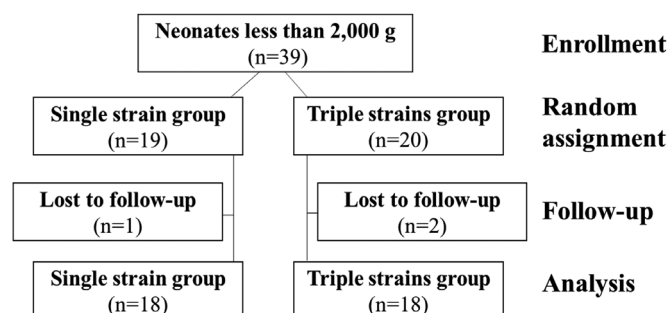 Neonates less than 2,000 g
(n=39)
Enrollment
Single strain group
(n=19)
Triple strains group
(n=20)
Random
assignment
Lost to follow-up
(n=1)
Lost to follow-up
(n=2)
Follow-up
Single strain group
(n=18)
Triple strains group
(n=18)
Analysis